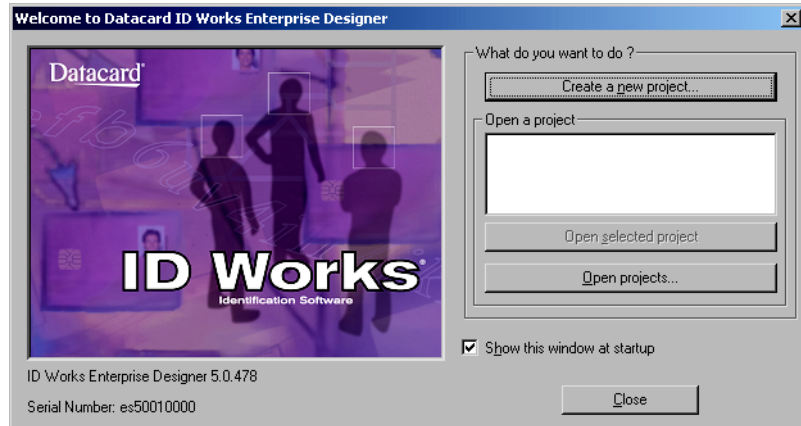 Welcome to Datacard ID Works Enterprise Designer
Datacard®
ID Works®
Identification Software
ID Works Enterprise Designer 5.0.478
Serial Number: es50010000
What do you want to do ?
Create a new project...
Open a project
Open selected project
Open projects...
Show this window at startup
Close